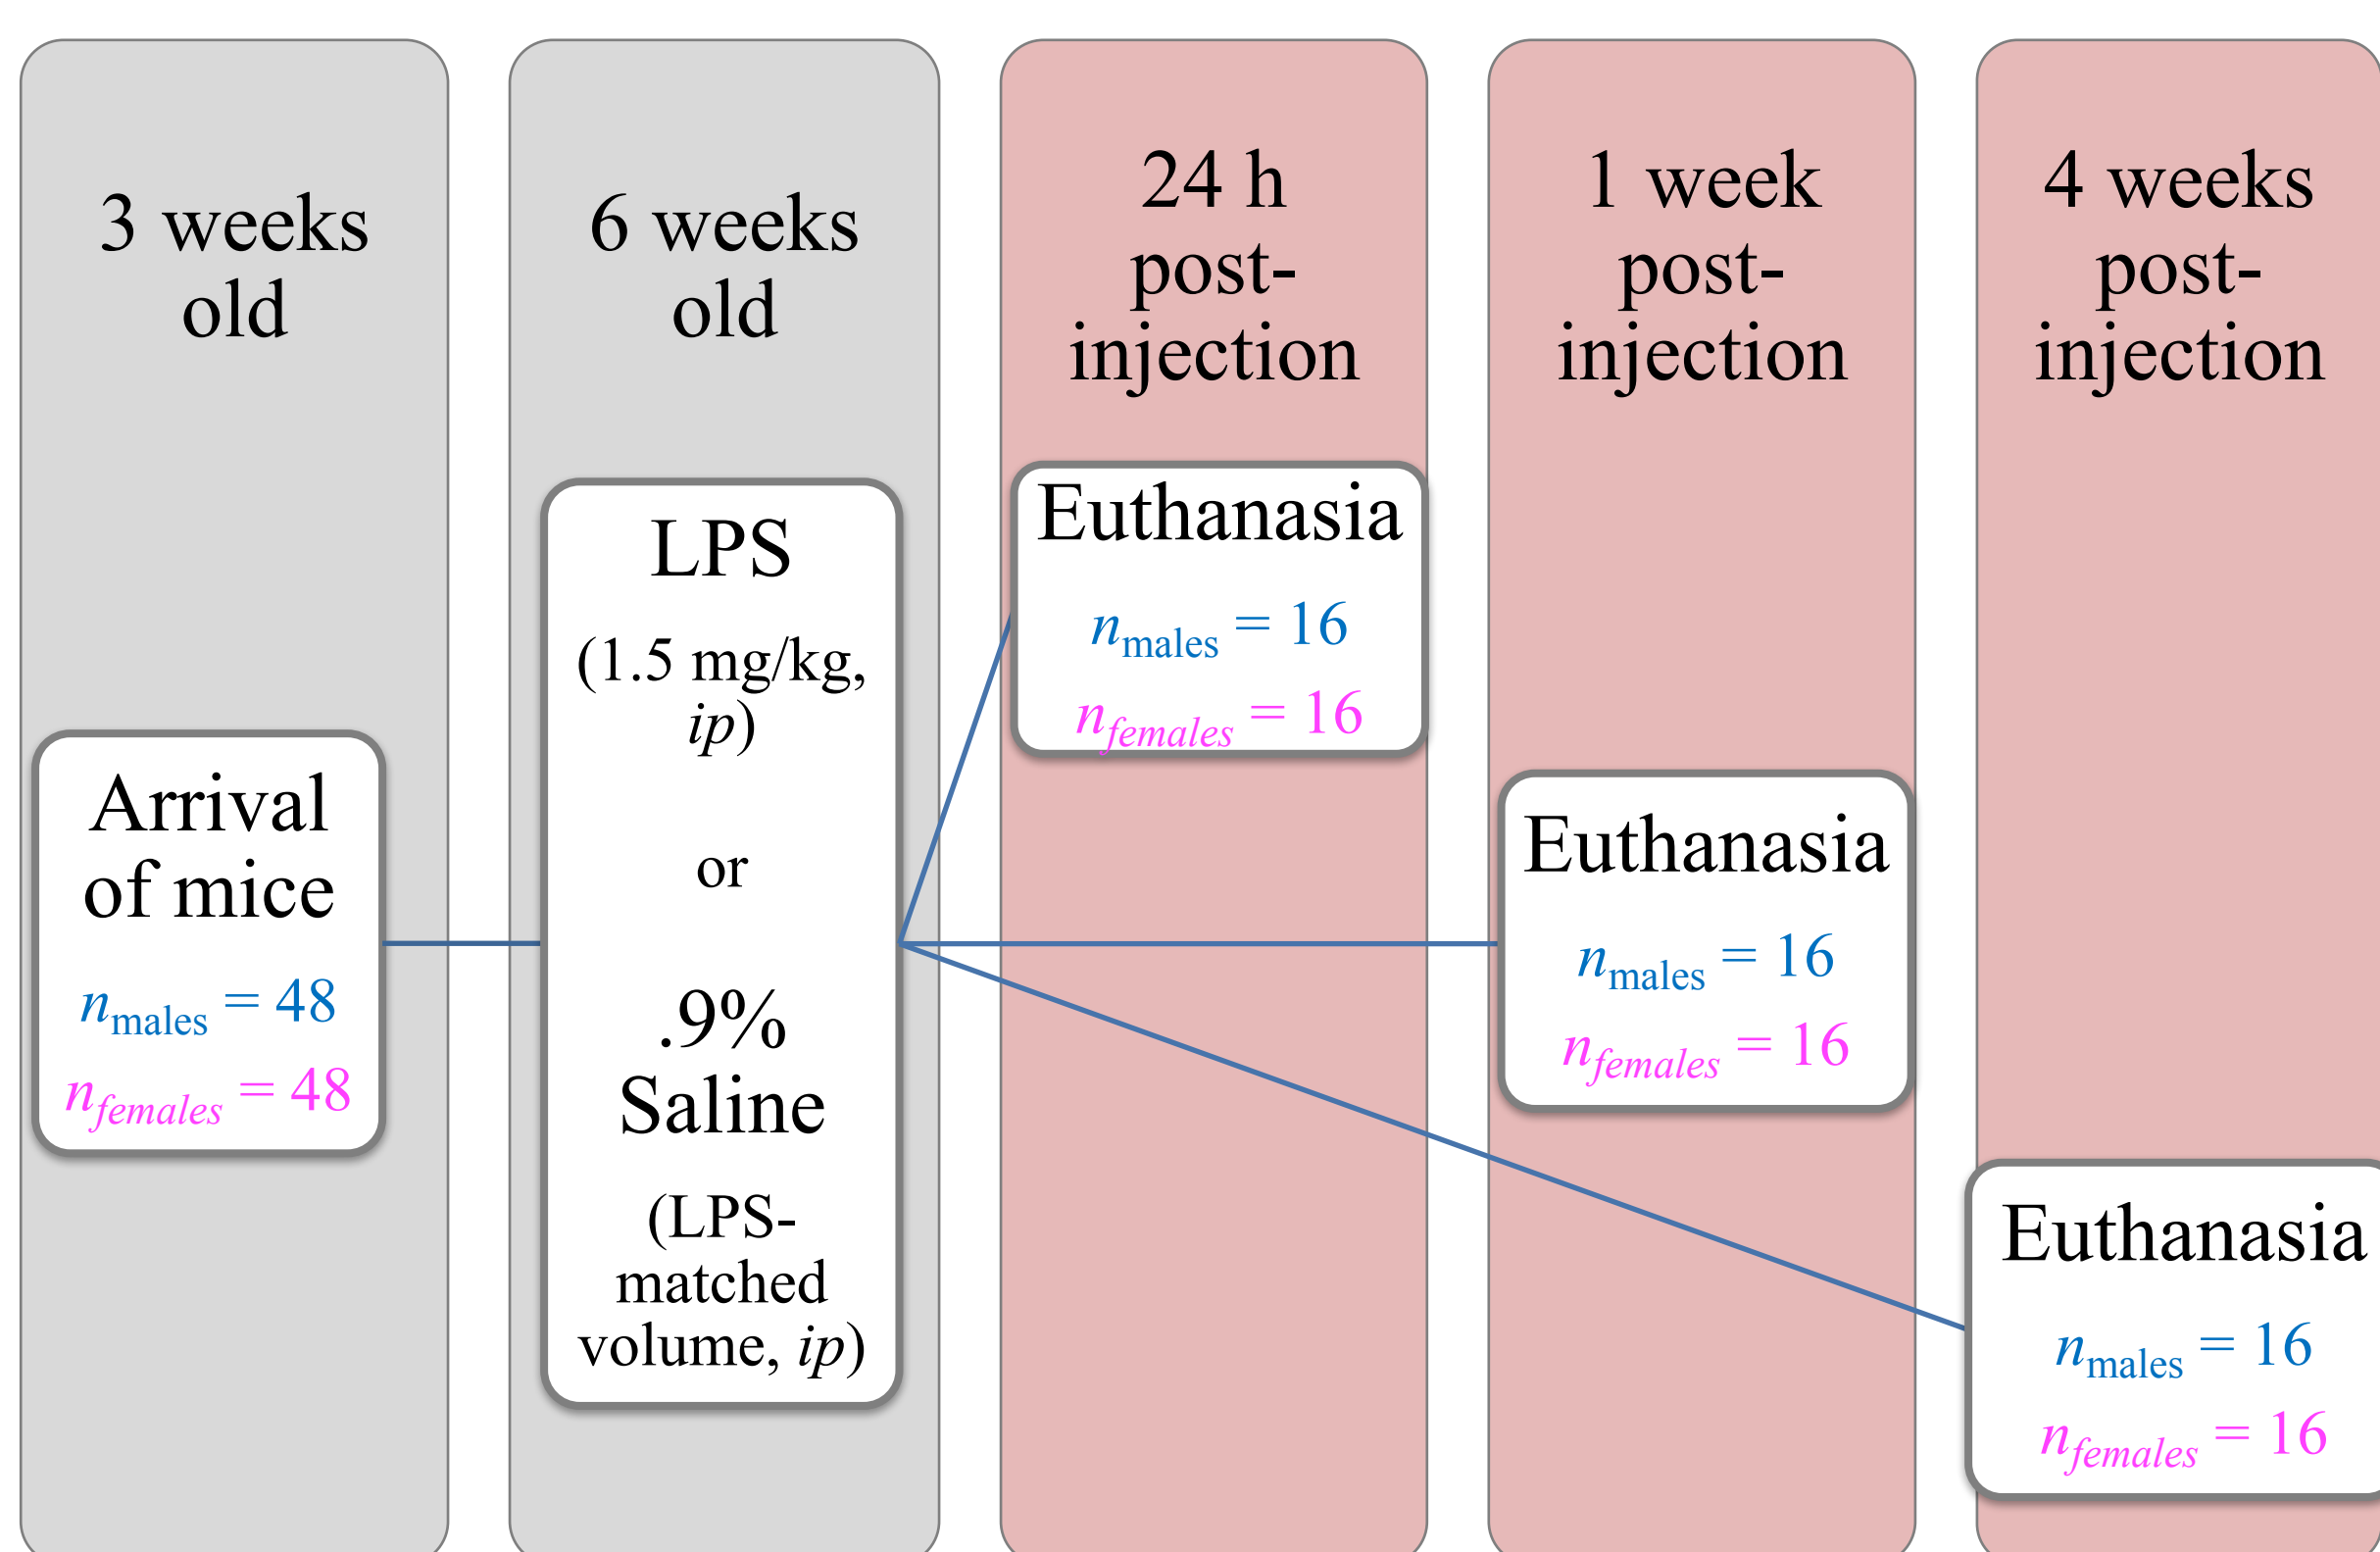 3 weeks
old
Arrival
of mice
nmales = 48
nfemales = 48
6 weeks
old
LPS
(1.5 mg/kg,
ip)
or
.9%
Saline
(LPS-
matched
volume, ip)
24 h
post-
injection
Euthanasia
nmales = 16
nfemales = 16
1 week
post-
injection
Euthanasia
nmales = 16
nfemales = 16
4 weeks
post-
injection
Euthanasia
nmales = 16
nfemales = 16